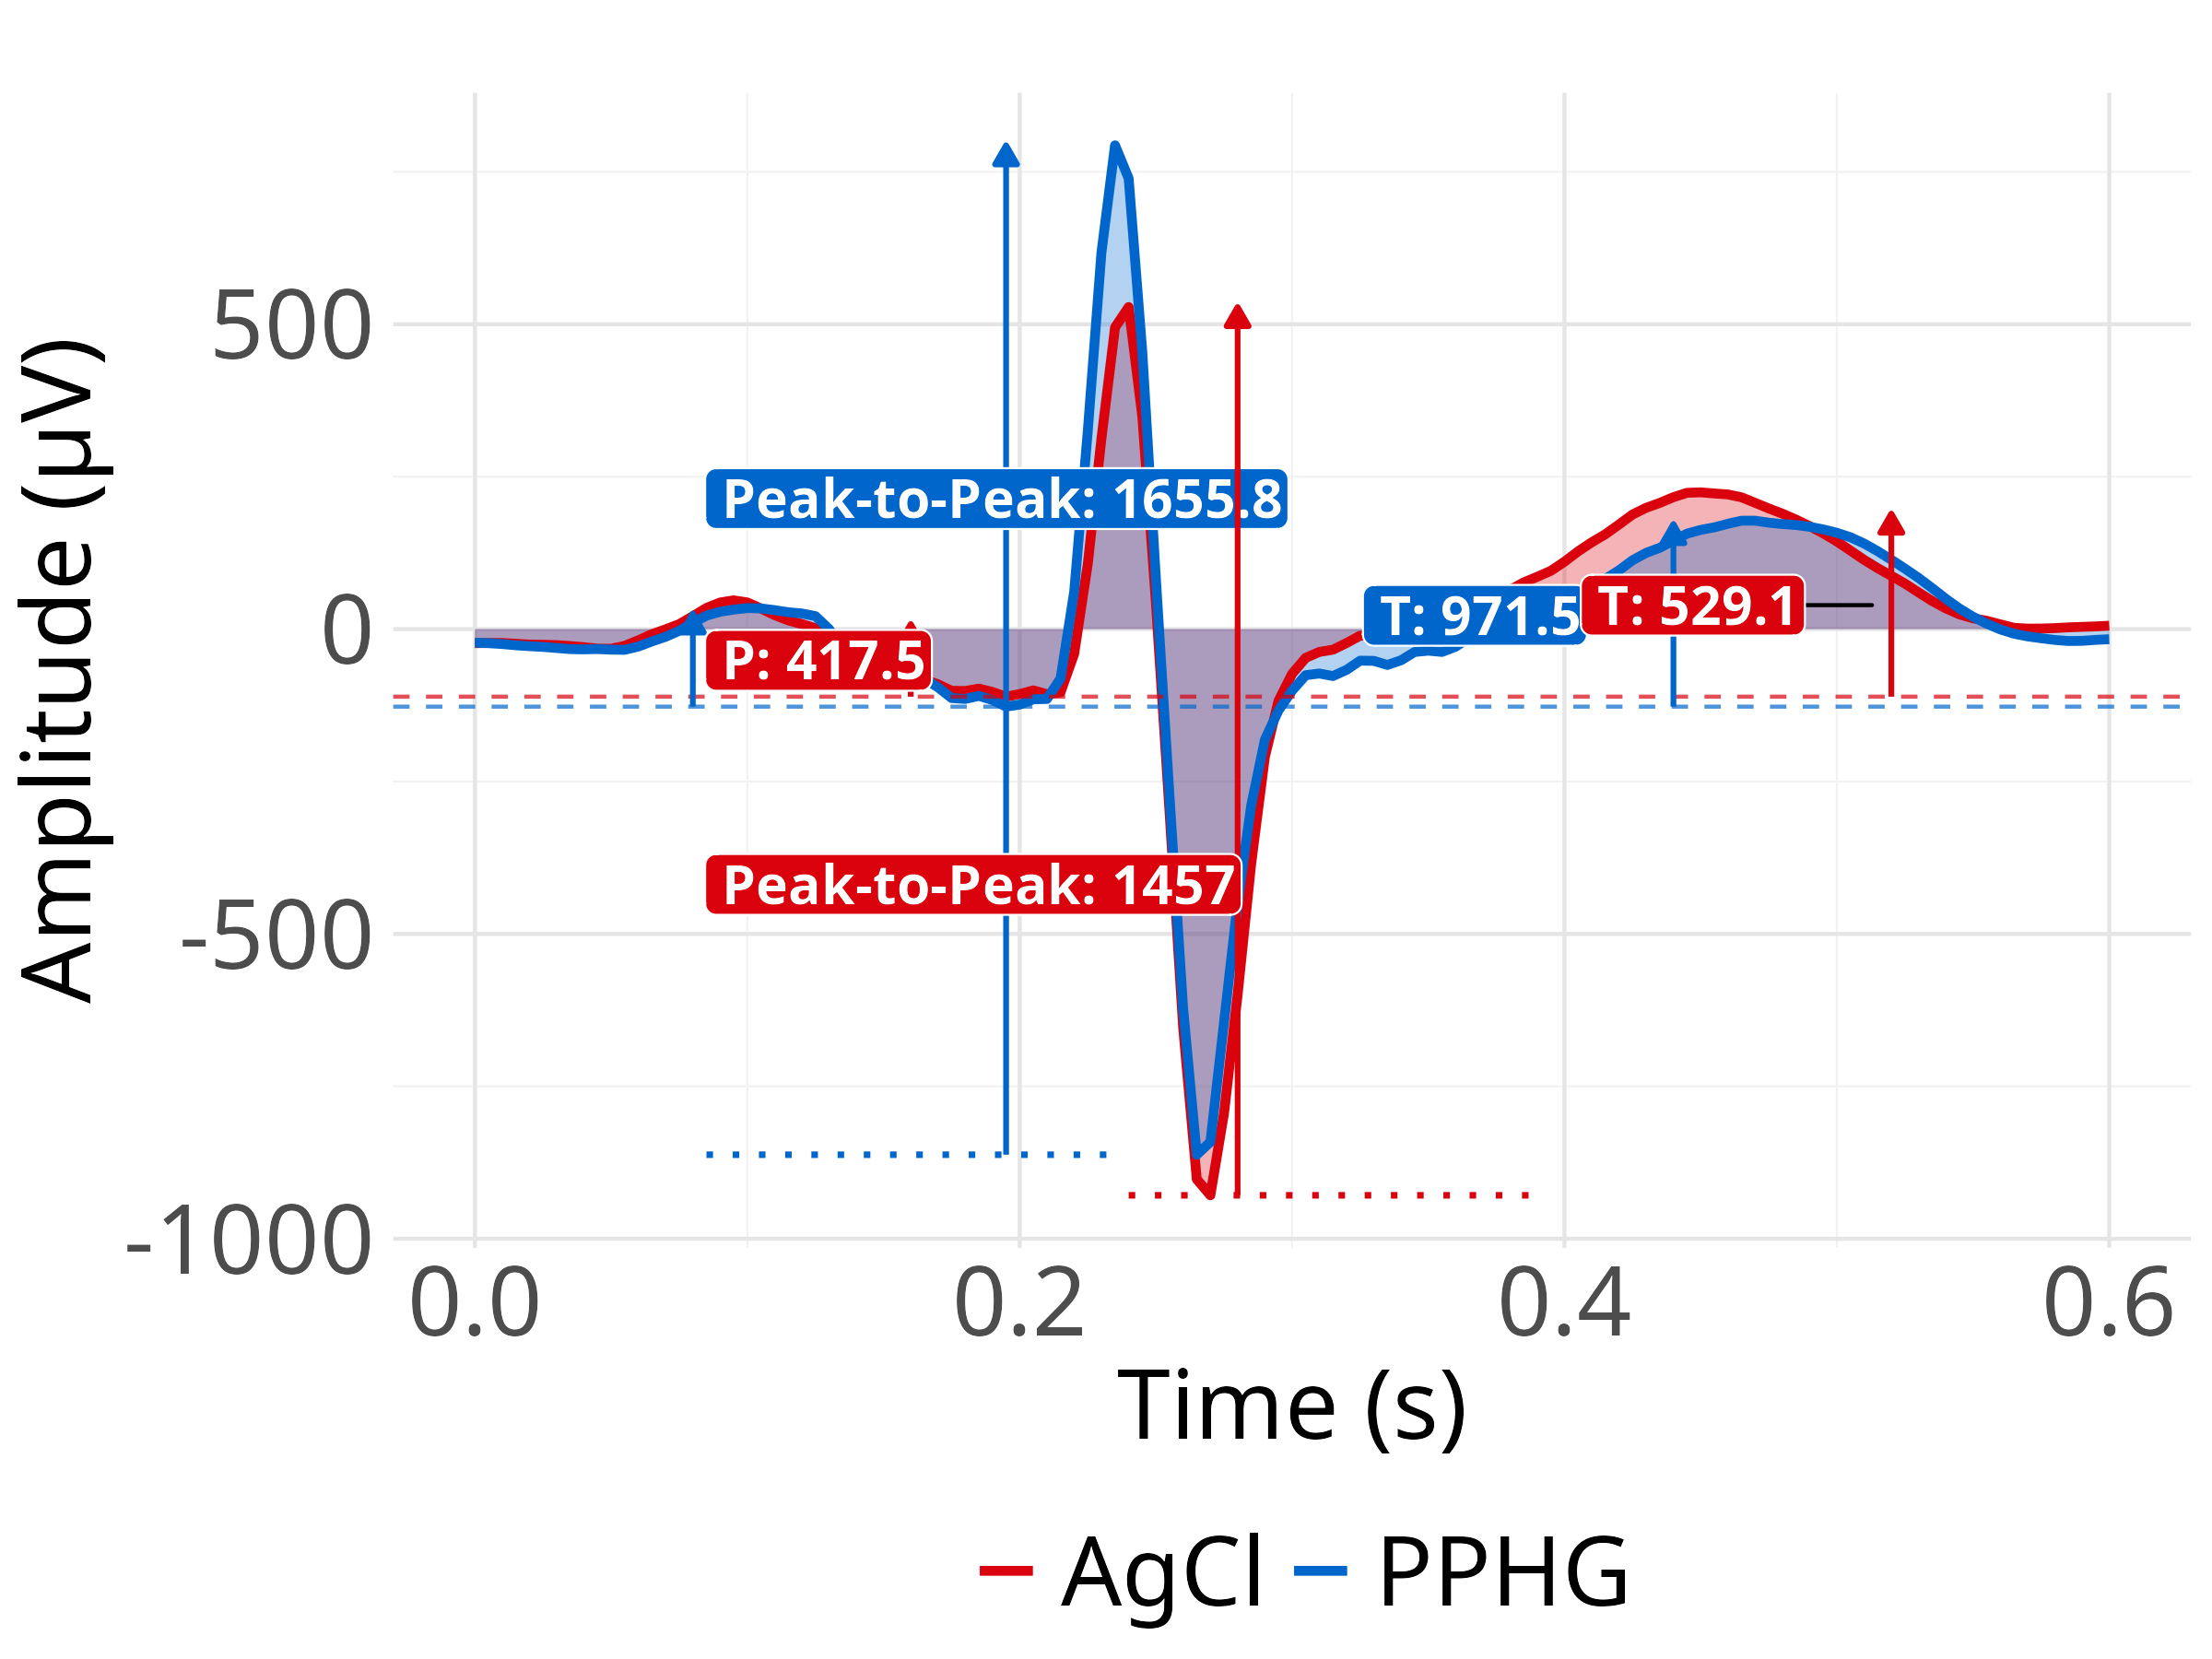 Amplitude (µV)
500
0
-500
-1000
Peak-to-Peak: 1655.8
P: 417.5
T: 971.5
T: 529.1
Peak-to-Peak: 1457
0.0
0.2
0.4
0.6
Time (s)
AgCl
PPHG